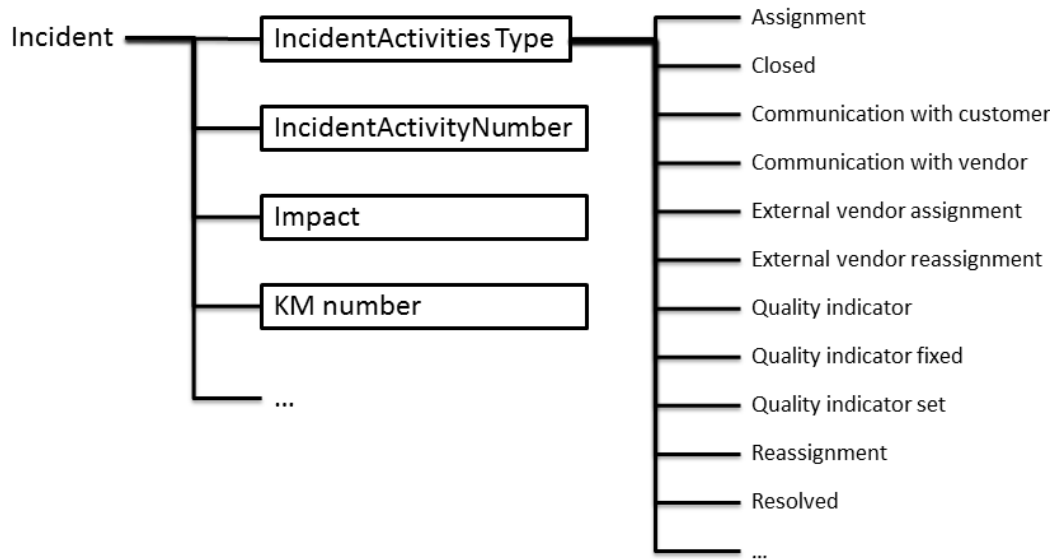 Incident
IncidentActivities Type
IncidentActivityNumber
Impact
KM number
...
Assignment
Closed
Communication with customer
Communication with vendor
External vendor assignment
External vendor reassignment
Quality indicator
Quality indicator fixed
Quality indicator set
Reassignment
Resolved
...